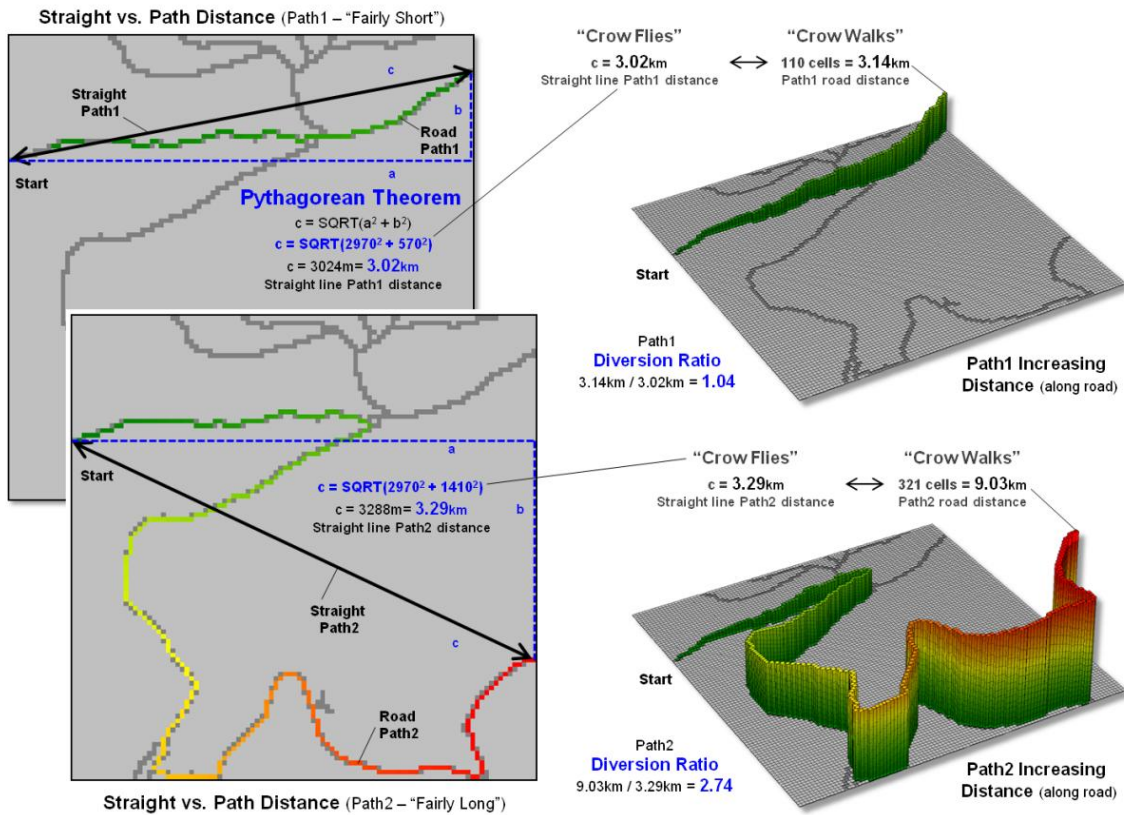 Straight vs. Path Distance (Path1 – “Fairly Short”)
c
Straight
Path1
b
Road
Path1
Start
a
Pythagorean Theorem
c = SQRT(a² + b²)
c = SQRT(2970² + 570²)
c = 3024m= 3.02km
Straight line Path1 distance
“Crow Flies”
c = 3.02km
Straight line Path1 distance
“Crow Walks”
110 cells = 3.14km
Path1 road distance
Start
Path1
Diversion Ratio
3.14km / 3.02km = 1.04
Path1 Increasing
Distance (along road)
Start
a
c = SQRT(2970² + 1410²)
c = 3288m= 3.29km
Straight line Path2 distance
b
Straight
Path2
c
Road
Path2
Straight vs. Path Distance (Path2 – “Fairly Long”)
“Crow Flies”
c = 3.29km
Straight line Path2 distance
“Crow Walks”
321 cells = 9.03km
Path2 road distance
Start
Path2
Diversion Ratio
9.03km / 3.29km = 2.74
Path2 Increasing
Distance (along road)